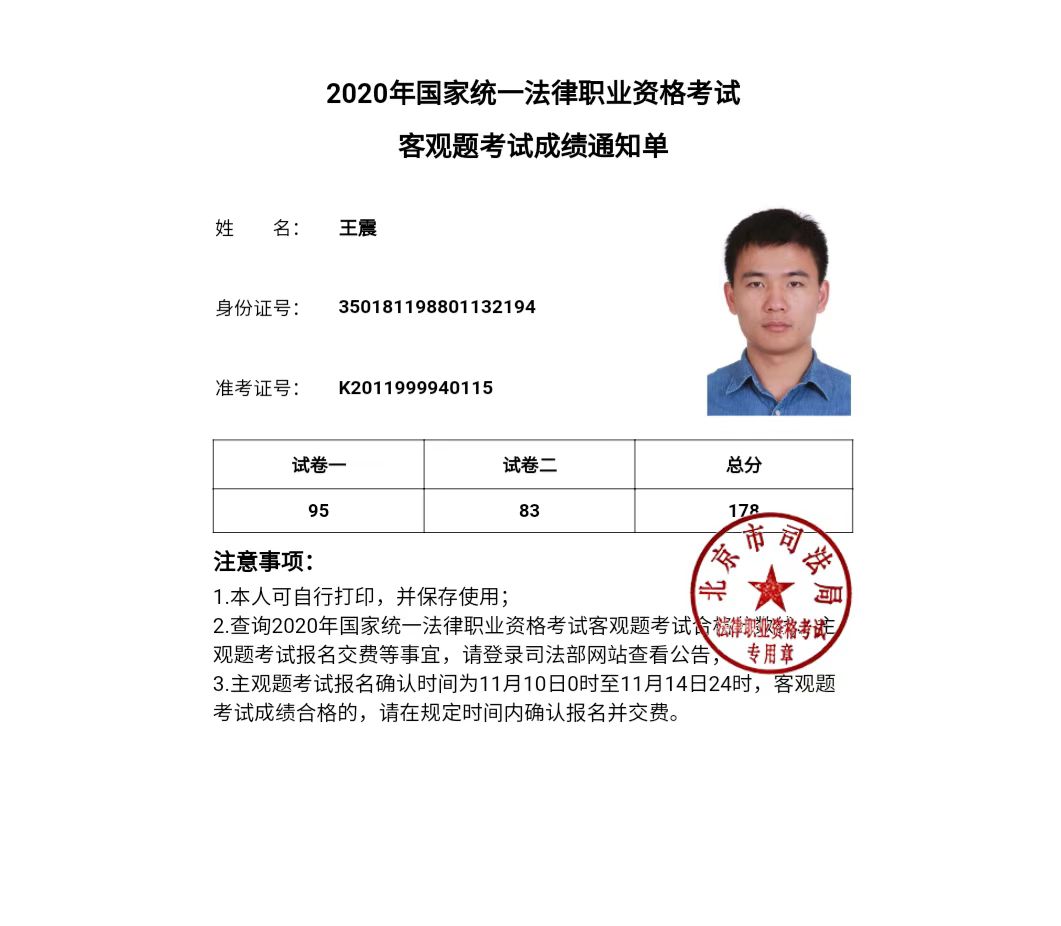 2020年国家统一法律职业资格考试
客观题考试成绩通知单
姓 名： 王震
身份证号： 350181198801132194
准考证号： K2011999940115
试卷一 试卷二 总分
95 83 178
注意事项：
1.本人可自行打印，并保存使用；
2.查询2020年国家统一法律职业资格考试客观题考试合格 主
观题考试报名交费等事宜，请登录司法部网站查看公告；
3.主观题考试报名确认时间为11月10日0时至11月14日24时，客观题
考试成绩合格的，请在规定时间内确认报名并交费。
北京市司法局
法律职业资格考试
专用章